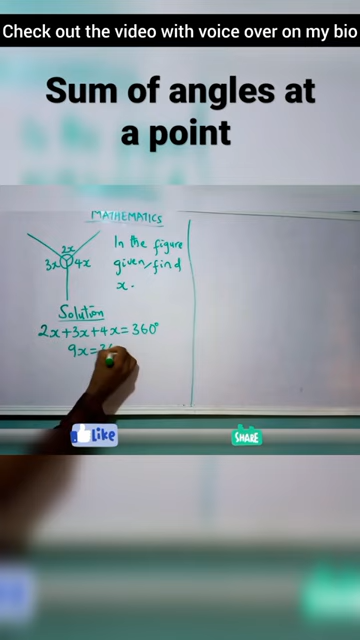 Check out the video with voice over on my bio
Sum of angles at
a point
MATHEMATICS
2x
3x 4x
In the figure
given, find
x.
Solution
2x+3x+4x=360°
9x=36
Like
SHARE